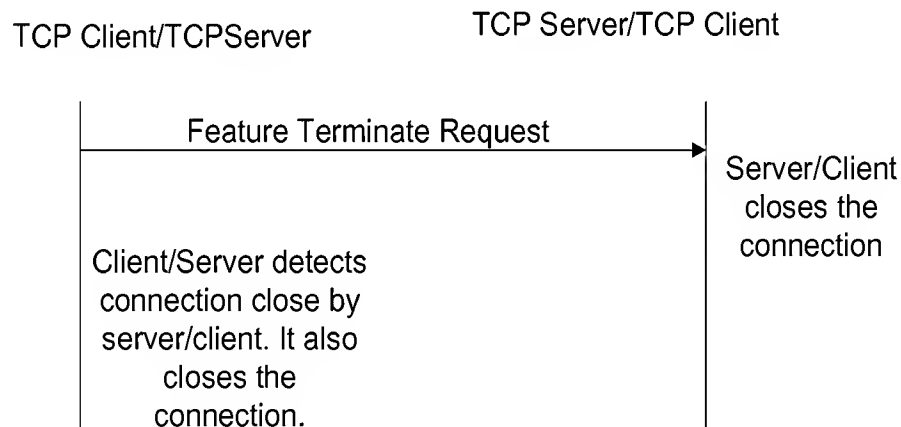 TCP Client/TCPServer
TCP Server/TCP Client
Feature Terminate Request
Server/Client
closes the
connection
Client/Server detects
connection close by
server/client. It also
closes the
connection.